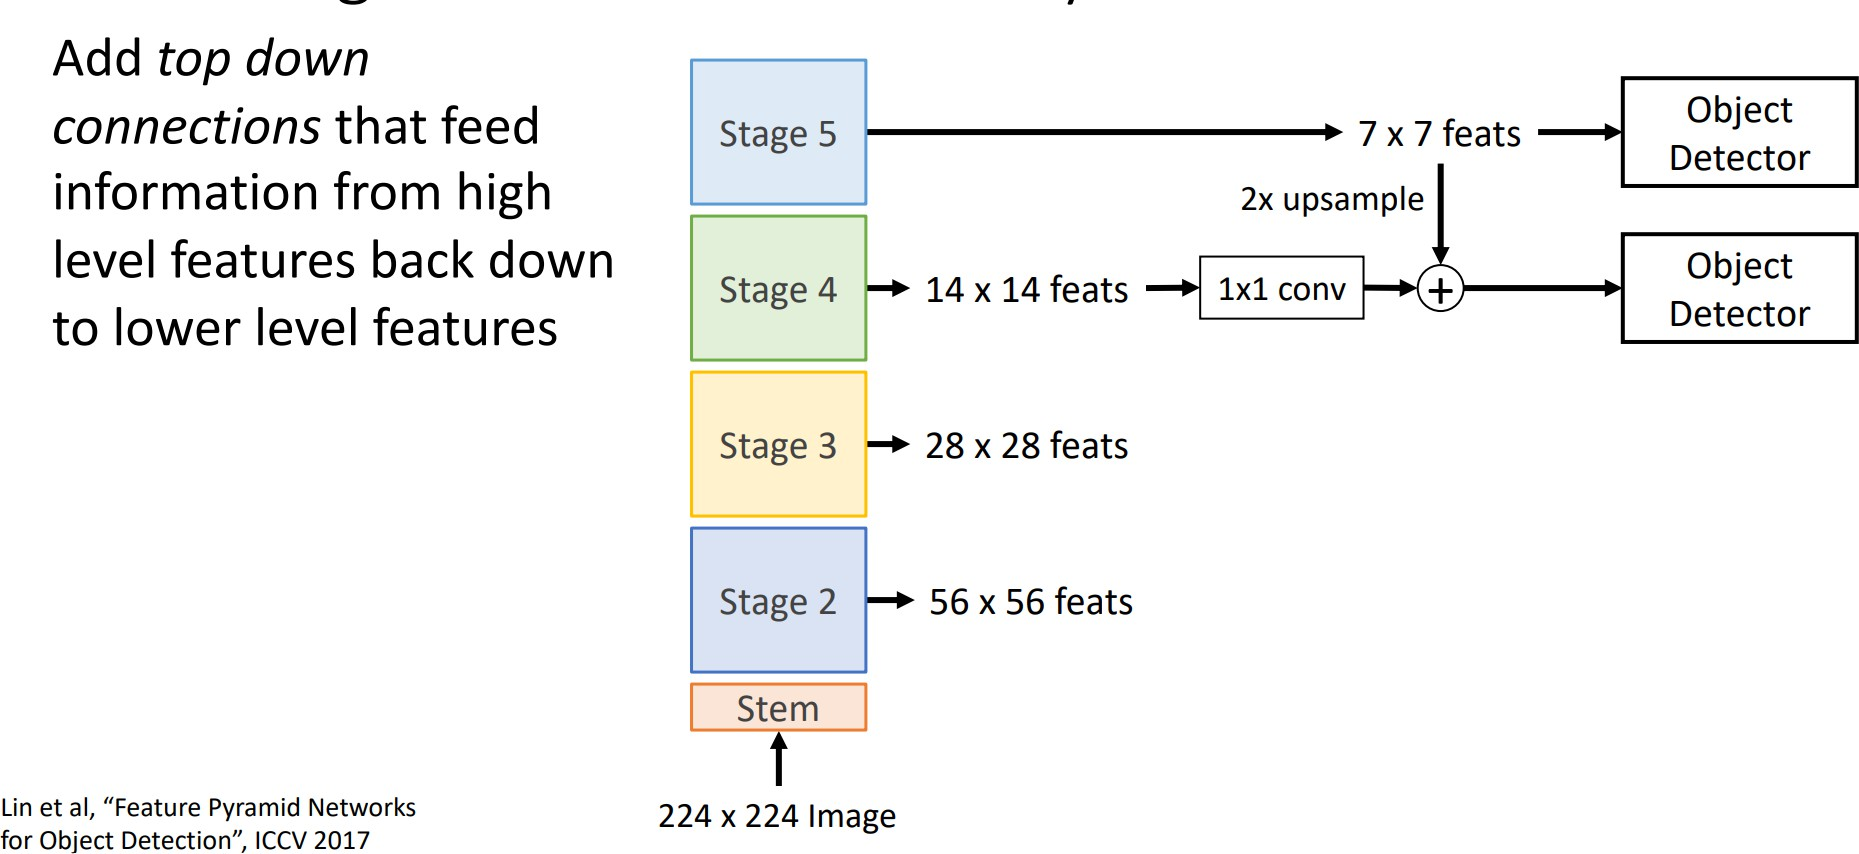 Add top down
connections that feed
information from high
level features back down
to lower level features
Stage 5
7 x 7 feats
Object
Detector
2x upsample
Stage 4
14 x 14 feats
1x1 conv
+
Object
Detector
Stage 3
28 x 28 feats
Stage 2
56 x 56 feats
Stem
224 x 224 Image
Lin et al, “Feature Pyramid Networks
for Object Detection”, ICCV 2017